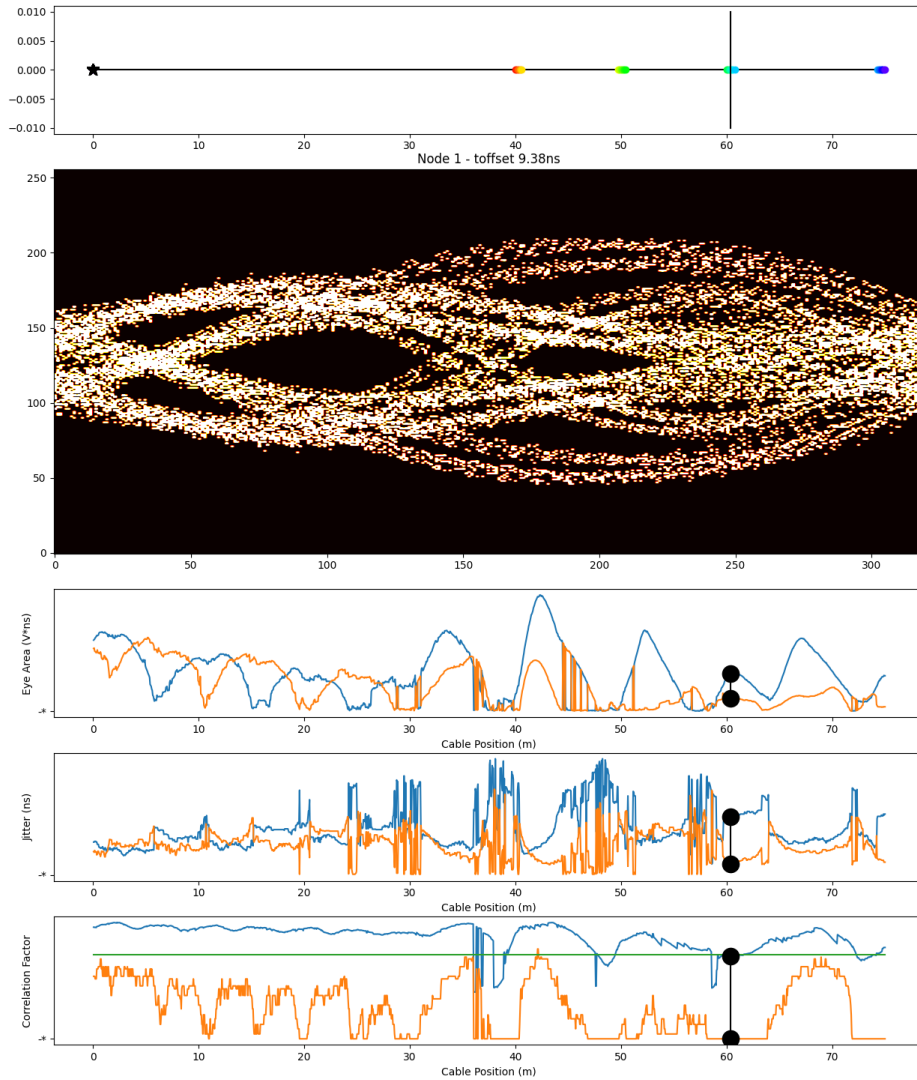 0.010
0.005
0.000
−0.005
−0.010
0 10 20 30 40 50 60 70
Node 1 - toffset 9.38ns
250
200
150
100
50
0
0 50 100 150 200 250 300
Eye Area (V*ns)
-*
0 10 20 30 40 50 60 70
Cable Position (m)
Jitter (ns)
-*
0 10 20 30 40 50 60 70
Cable Position (m)
Correlation Factor
-*
0 10 20 30 40 50 60 70
Cable Position (m)